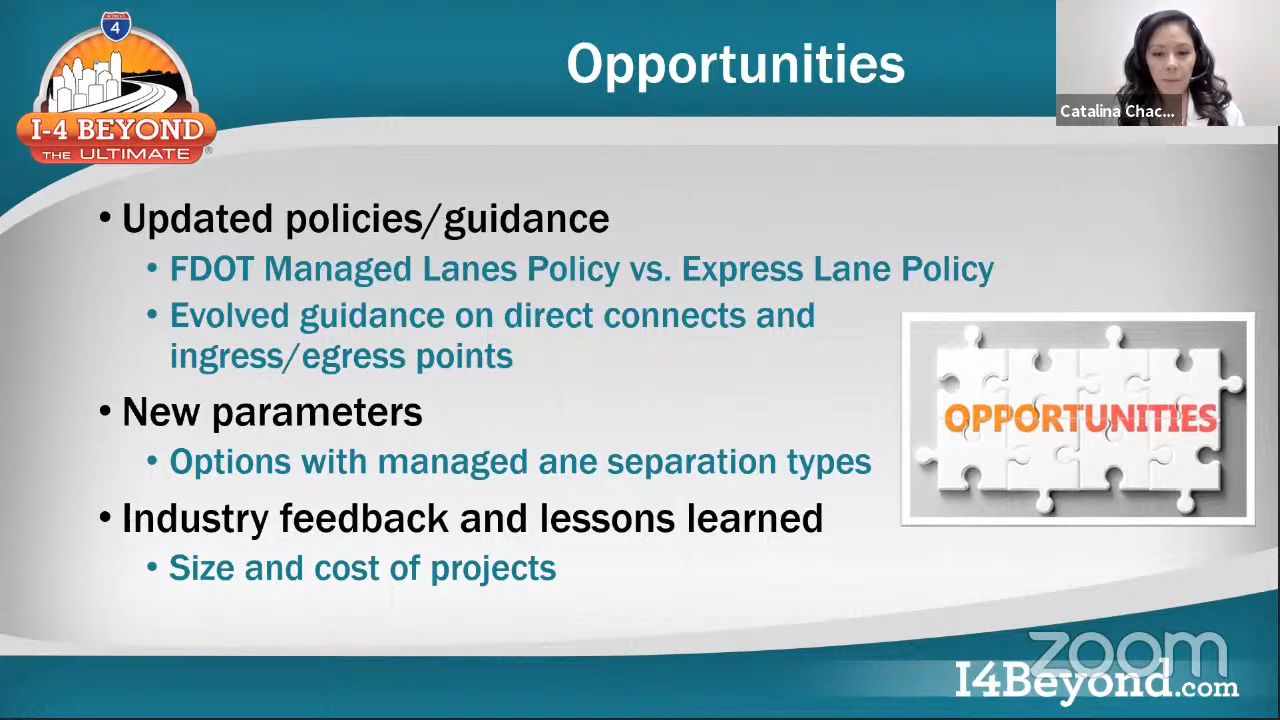 4
I-4 BEYOND
THE ULTIMATE®
Opportunities
Catalina Chac...
• Updated policies/guidance
• FDOT Managed Lanes Policy vs. Express Lane Policy
• Evolved guidance on direct connects and
ingress/egress points
• New parameters
• Options with managed ane separation types
• Industry feedback and lessons learned
• Size and cost of projects
OPPORTUNITIES
zoom
I4Beyond.com